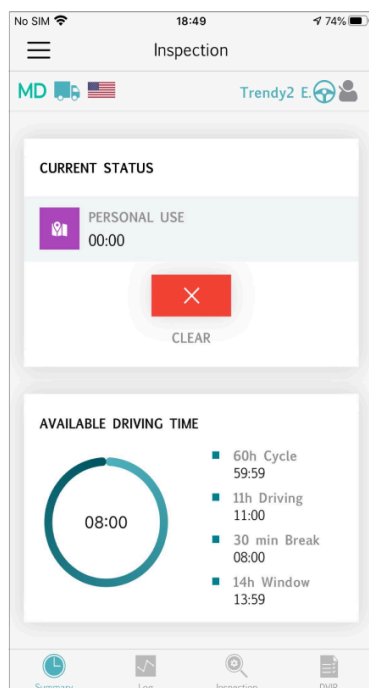 No SIM 18:49 74%
Inspection
MD Trendy2 E.
CURRENT STATUS
PERSONAL USE
00:00
CLEAR
AVAILABLE DRIVING TIME
08:00
60h Cycle
59:59
11h Driving
11:00
30 min Break
08:00
14h Window
13:59
Summary Log Inspection DVIR